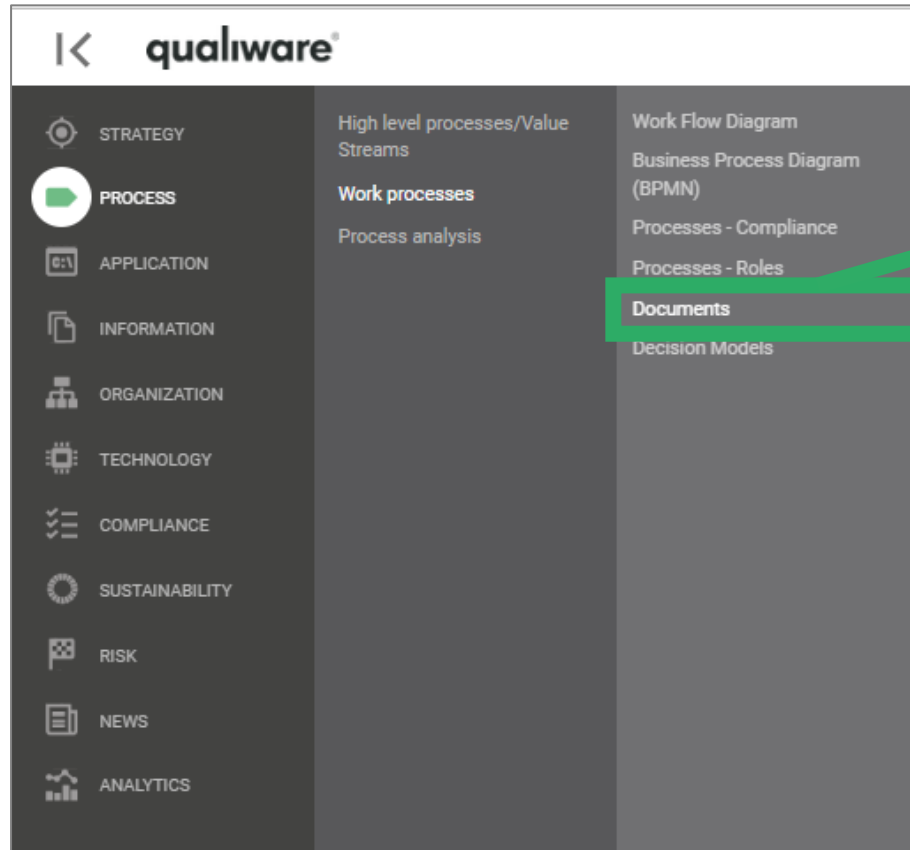 qualiware®
STRATEGY
PROCESS
APPLICATION
INFORMATION
ORGANIZATION
TECHNOLOGY
COMPLIANCE
SUSTAINABILITY
RISK
NEWS
ANALYTICS
High level processes/Value
Streams
Work processes
Process analysis
Work Flow Diagram
Business Process Diagram
(BPMN)
Processes - Compliance
Processes - Roles
Documents
Decision Models